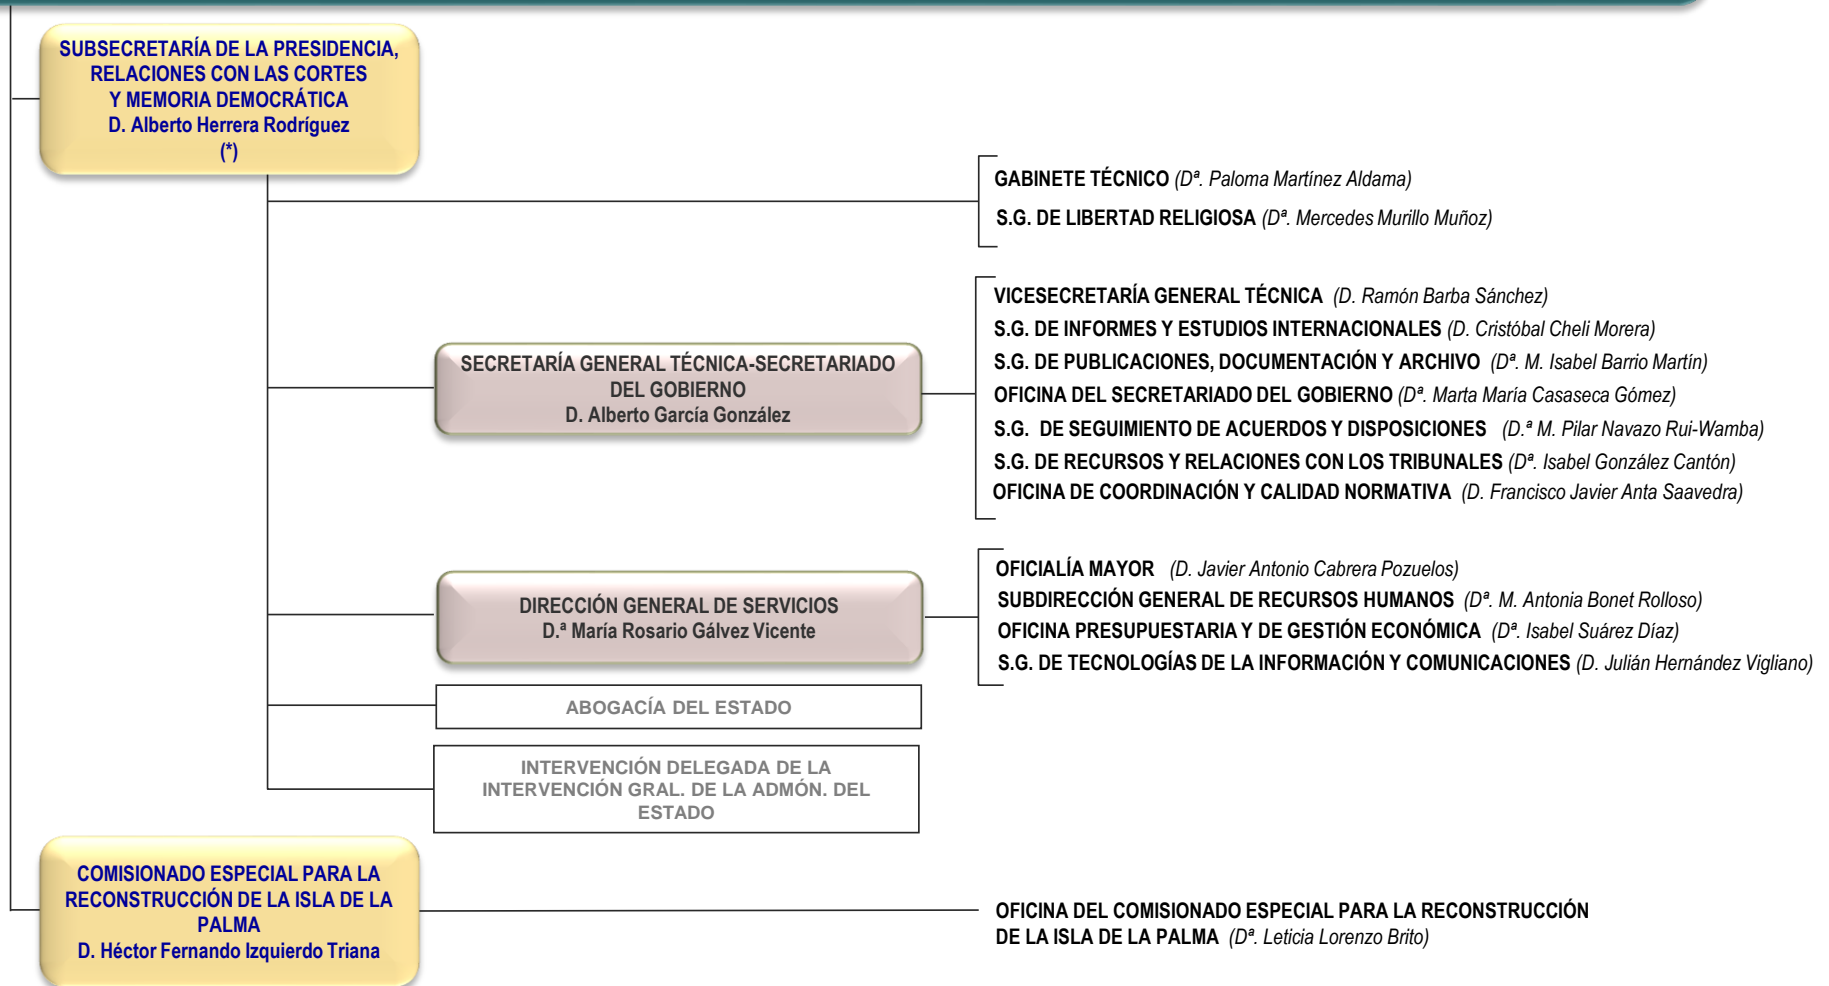 SUBSECRETARÍA DE LA PRESIDENCIA,
RELACIONES CON LAS CORTES
Y MEMORIA DEMOCRÁTICA
D. Alberto Herrera Rodríguez
(*)
GABINETE TÉCNICO (Dª. Paloma Martínez Aldama)
S.G. DE LIBERTAD RELIGIOSA (Dª. Mercedes Murillo Muñoz)
SECRETARÍA GENERAL TÉCNICA-SECRETARIADO
DEL GOBIERNO
D. Alberto García González
VICESECRETARÍA GENERAL TÉCNICA (D. Ramón Barba Sánchez)
S.G. DE INFORMES Y ESTUDIOS INTERNACIONALES (D. Cristóbal Cheli Morera)
S.G. DE PUBLICACIONES, DOCUMENTACIÓN Y ARCHIVO (Dª. M. Isabel Barrio Martín)
OFICINA DEL SECRETARIADO DEL GOBIERNO (Dª. Marta María Casaseca Gómez)
S.G. DE SEGUIMIENTO DE ACUERDOS Y DISPOSICIONES (D.ª M. Pilar Navazo Rui-Wamba)
S.G. DE RECURSOS Y RELACIONES CON LOS TRIBUNALES (Dª. Isabel González Cantón)
OFICINA DE COORDINACIÓN Y CALIDAD NORMATIVA (D. Francisco Javier Anta Saavedra)
DIRECCIÓN GENERAL DE SERVICIOS
D.ª María Rosario Gálvez Vicente
OFICIALÍA MAYOR (D. Javier Antonio Cabrera Pozuelos)
SUBDIRECCIÓN GENERAL DE RECURSOS HUMANOS (Dª. M. Antonia Bonet Rolloso)
OFICINA PRESUPUESTARIA Y DE GESTIÓN ECONÓMICA (Dª. Isabel Suárez Díaz)
S.G. DE TECNOLOGÍAS DE LA INFORMACIÓN Y COMUNICACIONES (D. Julián Hernández Vigliano)
ABOGACÍA DEL ESTADO
INTERVENCIÓN DELEGADA DE LA
INTERVENCIÓN GRAL. DE LA ADMÓN. DEL
ESTADO
COMISIONADO ESPECIAL PARA LA
RECONSTRUCCIÓN DE LA ISLA DE LA
PALMA
D. Héctor Fernando Izquierdo Triana
OFICINA DEL COMISIONADO ESPECIAL PARA LA RECONSTRUCCIÓN
DE LA ISLA DE LA PALMA (Dª. Leticia Lorenzo Brito)